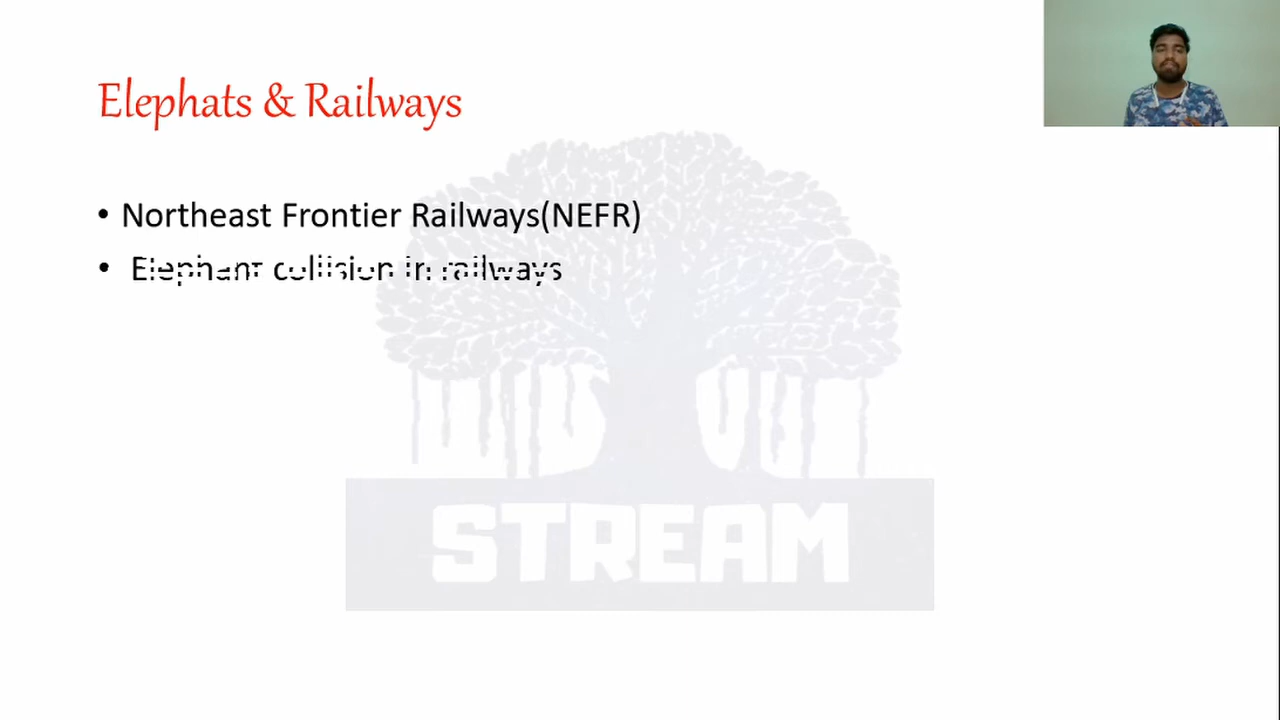 Elephats & Railways
• Northeast Frontier Railways(NEFR)
• Elephant collision in railways
STREAM